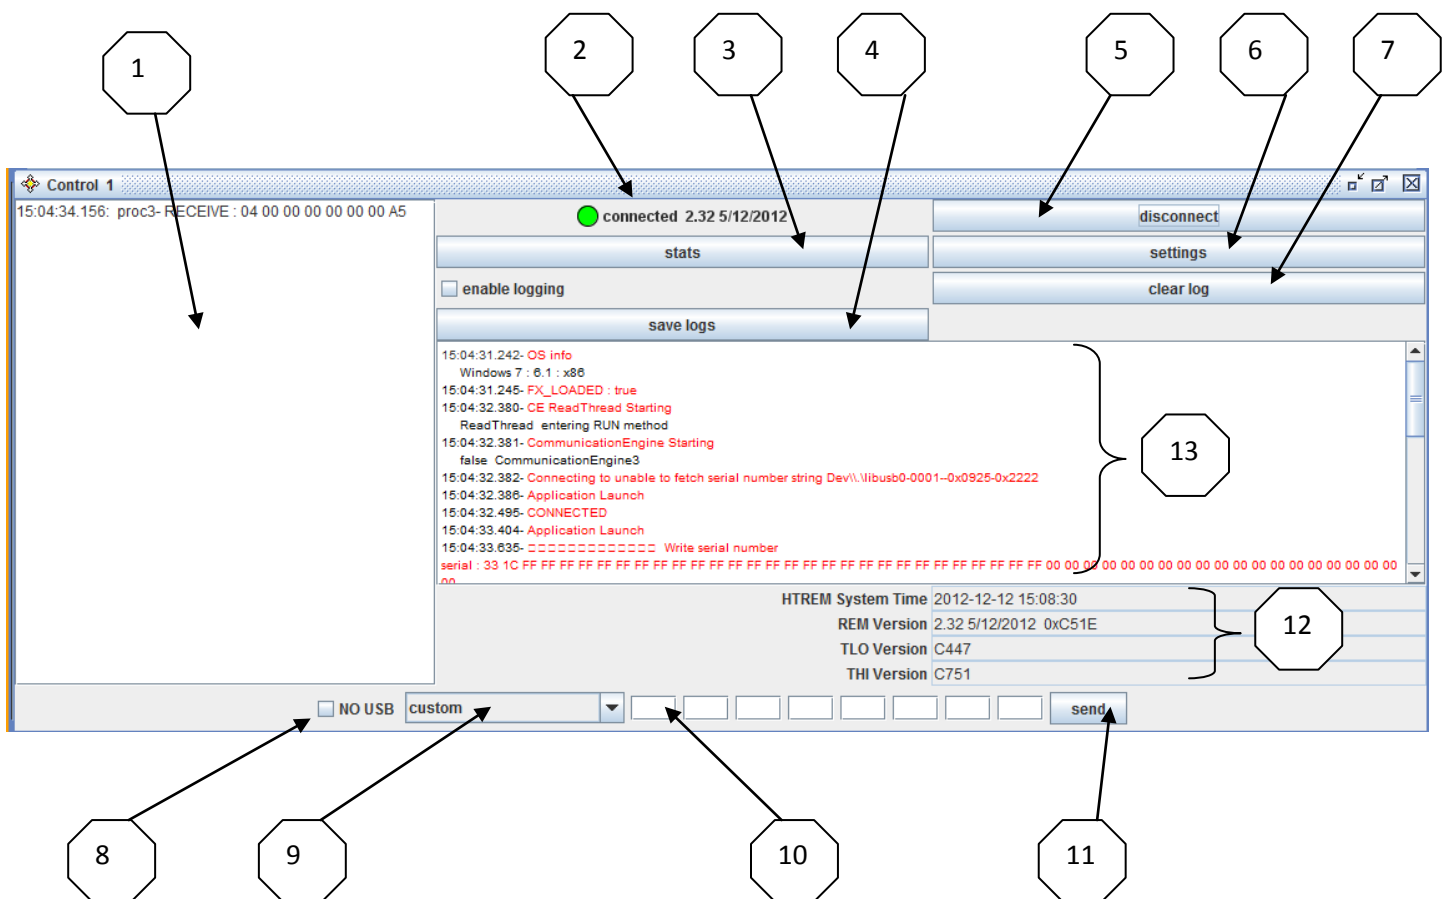 1
2
3
4
5
6
7
Control 1
15:04:34.156: proc3- RECEIVE : 04 00 00 00 00 00 00 A5
connected 2.32 5/12/2012
disconnect
stats
settings
enable logging
clear log
save logs
15:04:31.242- OS info
Windows 7 : 6.1 : x86
15:04:31.245- FX_LOADED : true
15:04:32.380- CE ReadThread Starting
ReadThread entering RUN method
15:04:32.381- CommunicationEngine Starting
false CommunicationEngine3
15:04:32.382- Connecting to unable to fetch serial number string Dev\\.\libusb0-0001--0x0925-0x2222
15:04:32.386- Application Launch
15:04:32.495- CONNECTED
15:04:33.404- Application Launch
15:04:33.635- □□□□□□□□□□□□□ Write serial number
serial : 33 1C FF FF FF FF FF FF FF FF FF FF FF FF FF FF FF FF FF FF FF FF FF FF FF FF FF FF FF FF 00 00 00 00 00 00 00 00 00 00 00 00 00 00 00 00 00 00 00
13
HTREM System Time 2012-12-12 15:08:30
REM Version 2.32 5/12/2012 0xC51E
TLO Version C447
THI Version C751
12
NO USB custom send
8
9
10
11